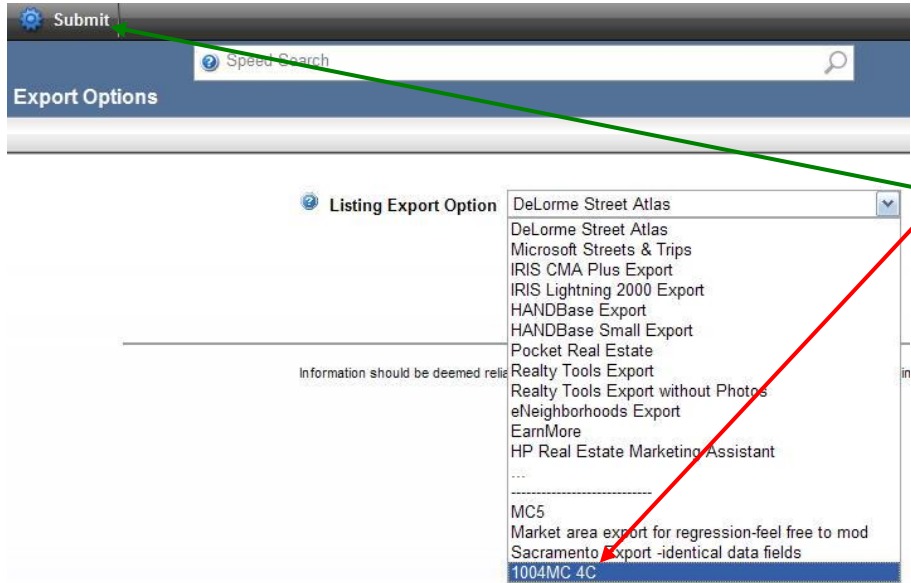 Submit
Speed Search
Export Options
Listing Export Option DeLorme Street Atlas
DeLorme Street Atlas
Microsoft Streets & Trips
IRIS CMA Plus Export
IRIS Lightning 2000 Export
HANDBase Export
HANDBase Small Export
Pocket Real Estate
Information should be deemed relia
in
Realty Tools Export
Realty Tools Export without Photos
eNeighborhoods Export
EarnMore
HP Real Estate Marketing Assistant
...
----------------------------
MC5
Market area export for regression-feel free to mod
Sacramento Export -identical data fields
1004MC 4C